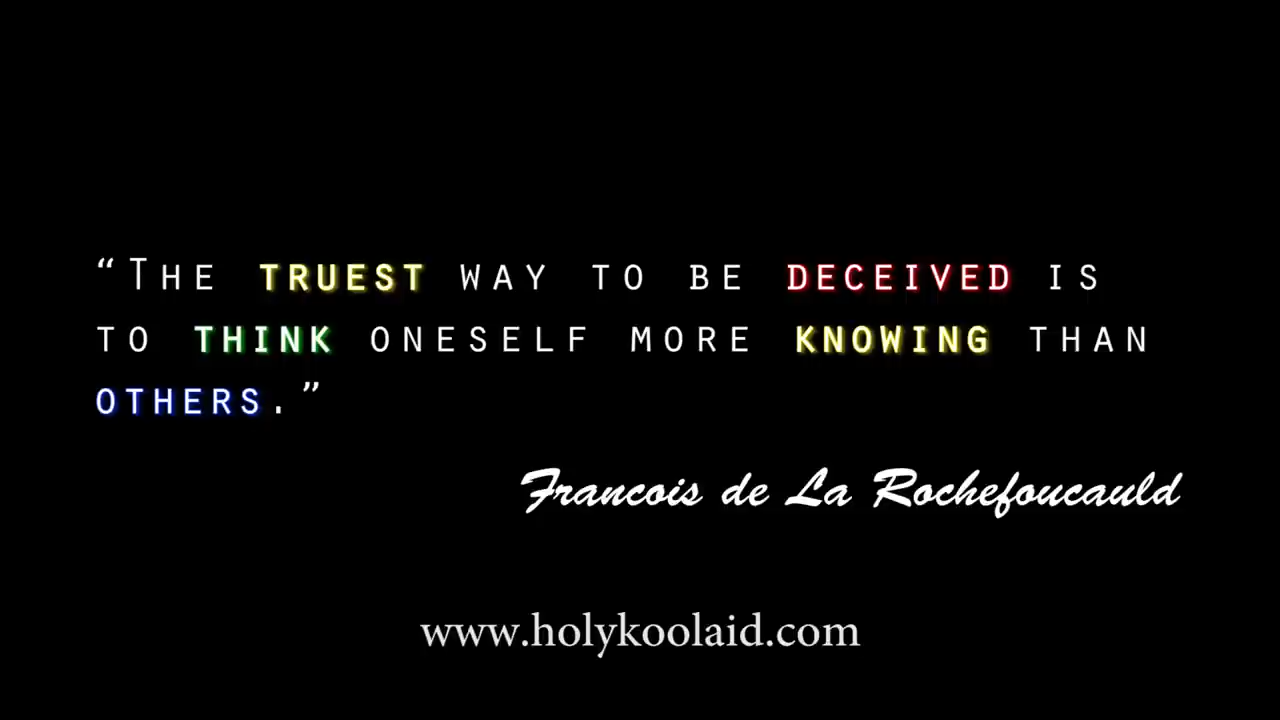 “The truest way to be deceived is
to think oneself more knowing than
others.”
Francois de La Rochefoucauld
www.holykoolaid.com